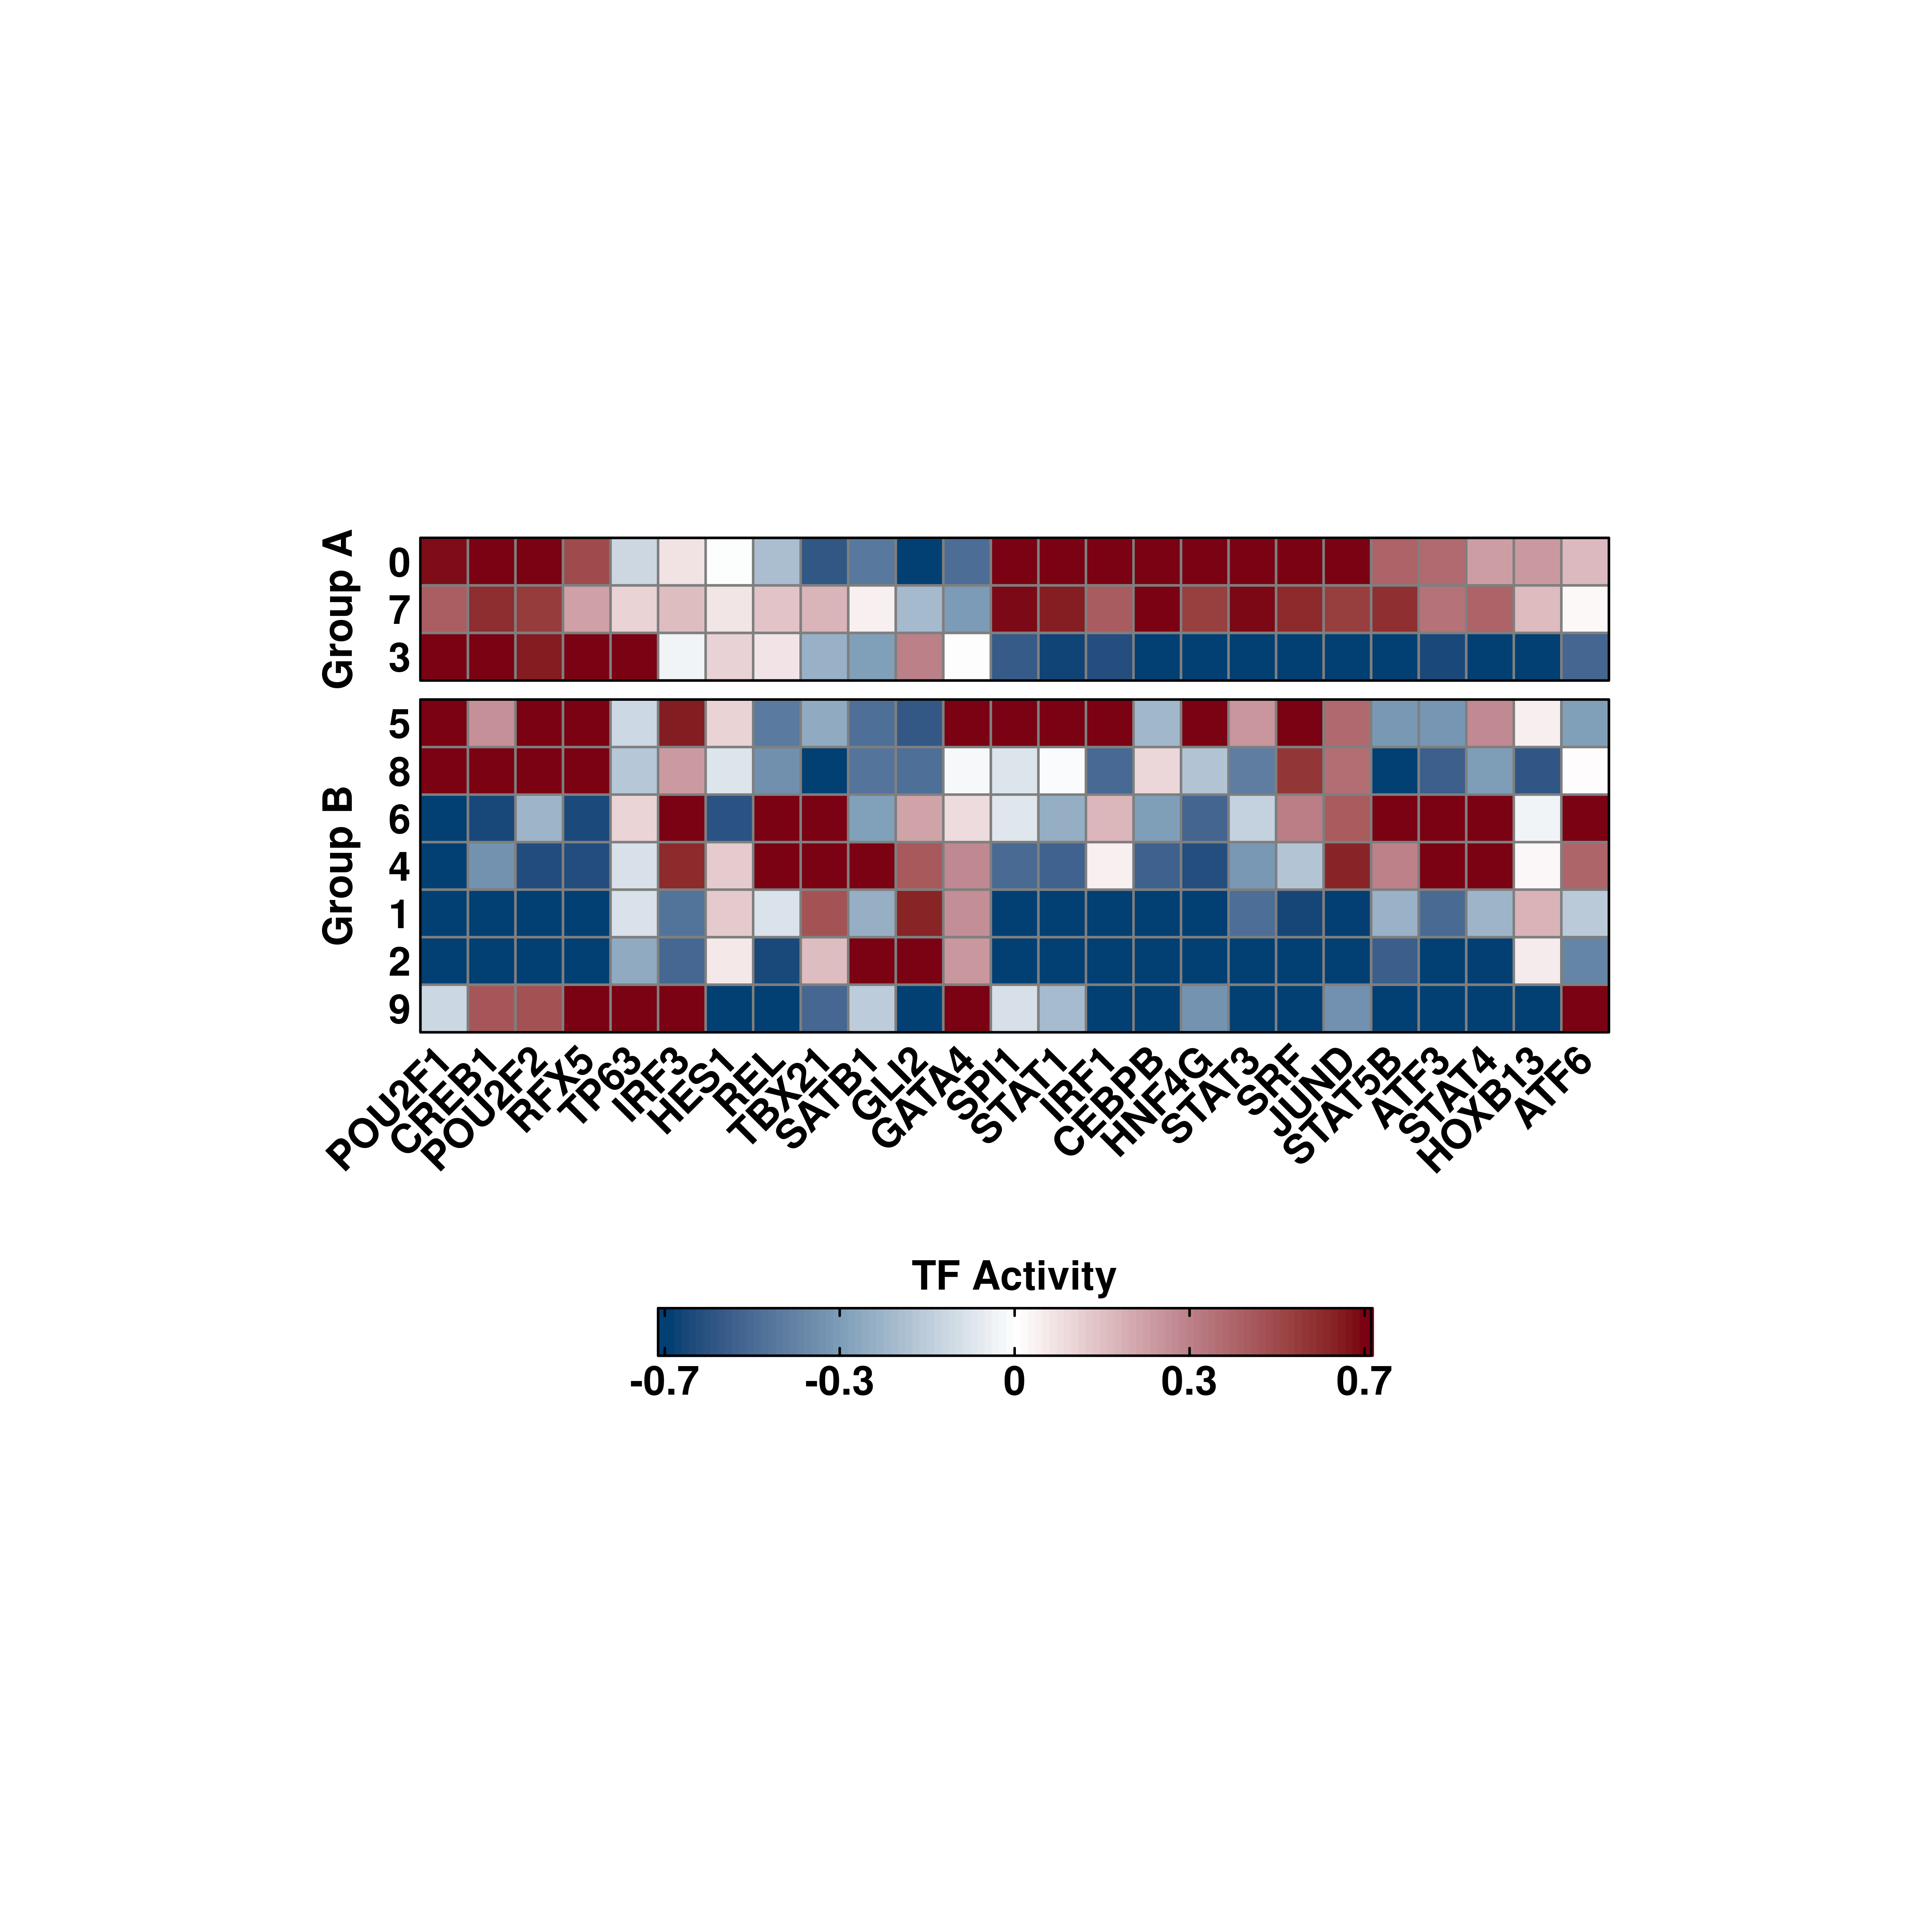 Group A
0
7
3
Group B
5
8
6
4
1
2
9
POU2F1
CREB1
POU2F2
RFX5
TP63
IRF3
HES1
REL
TBX21
SATB1
GLI2
GATA4
SPI1
STAT1
IRF1
CEBPB
HNF4G
STAT3
SRF
JUND
STAT5B
ATF3
STAT4
HOXB13
ATF6
TF Activity
-0.7 -0.3 0 0.3 0.7